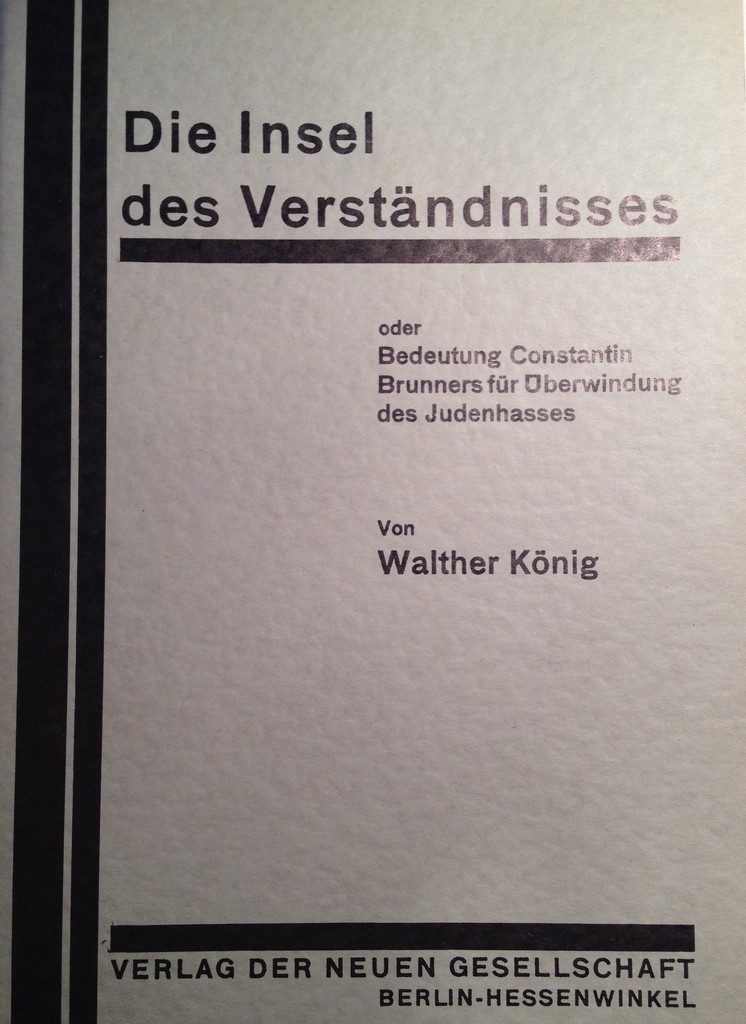 Die Insel
des Verständnisses
oder
Bedeutung Constantin
Brunners für Überwindung
des Judenhasses
Von
Walther König
VERLAG DER NEUEN GESELLSCHAFT
BERLIN-HESSENWINKEL